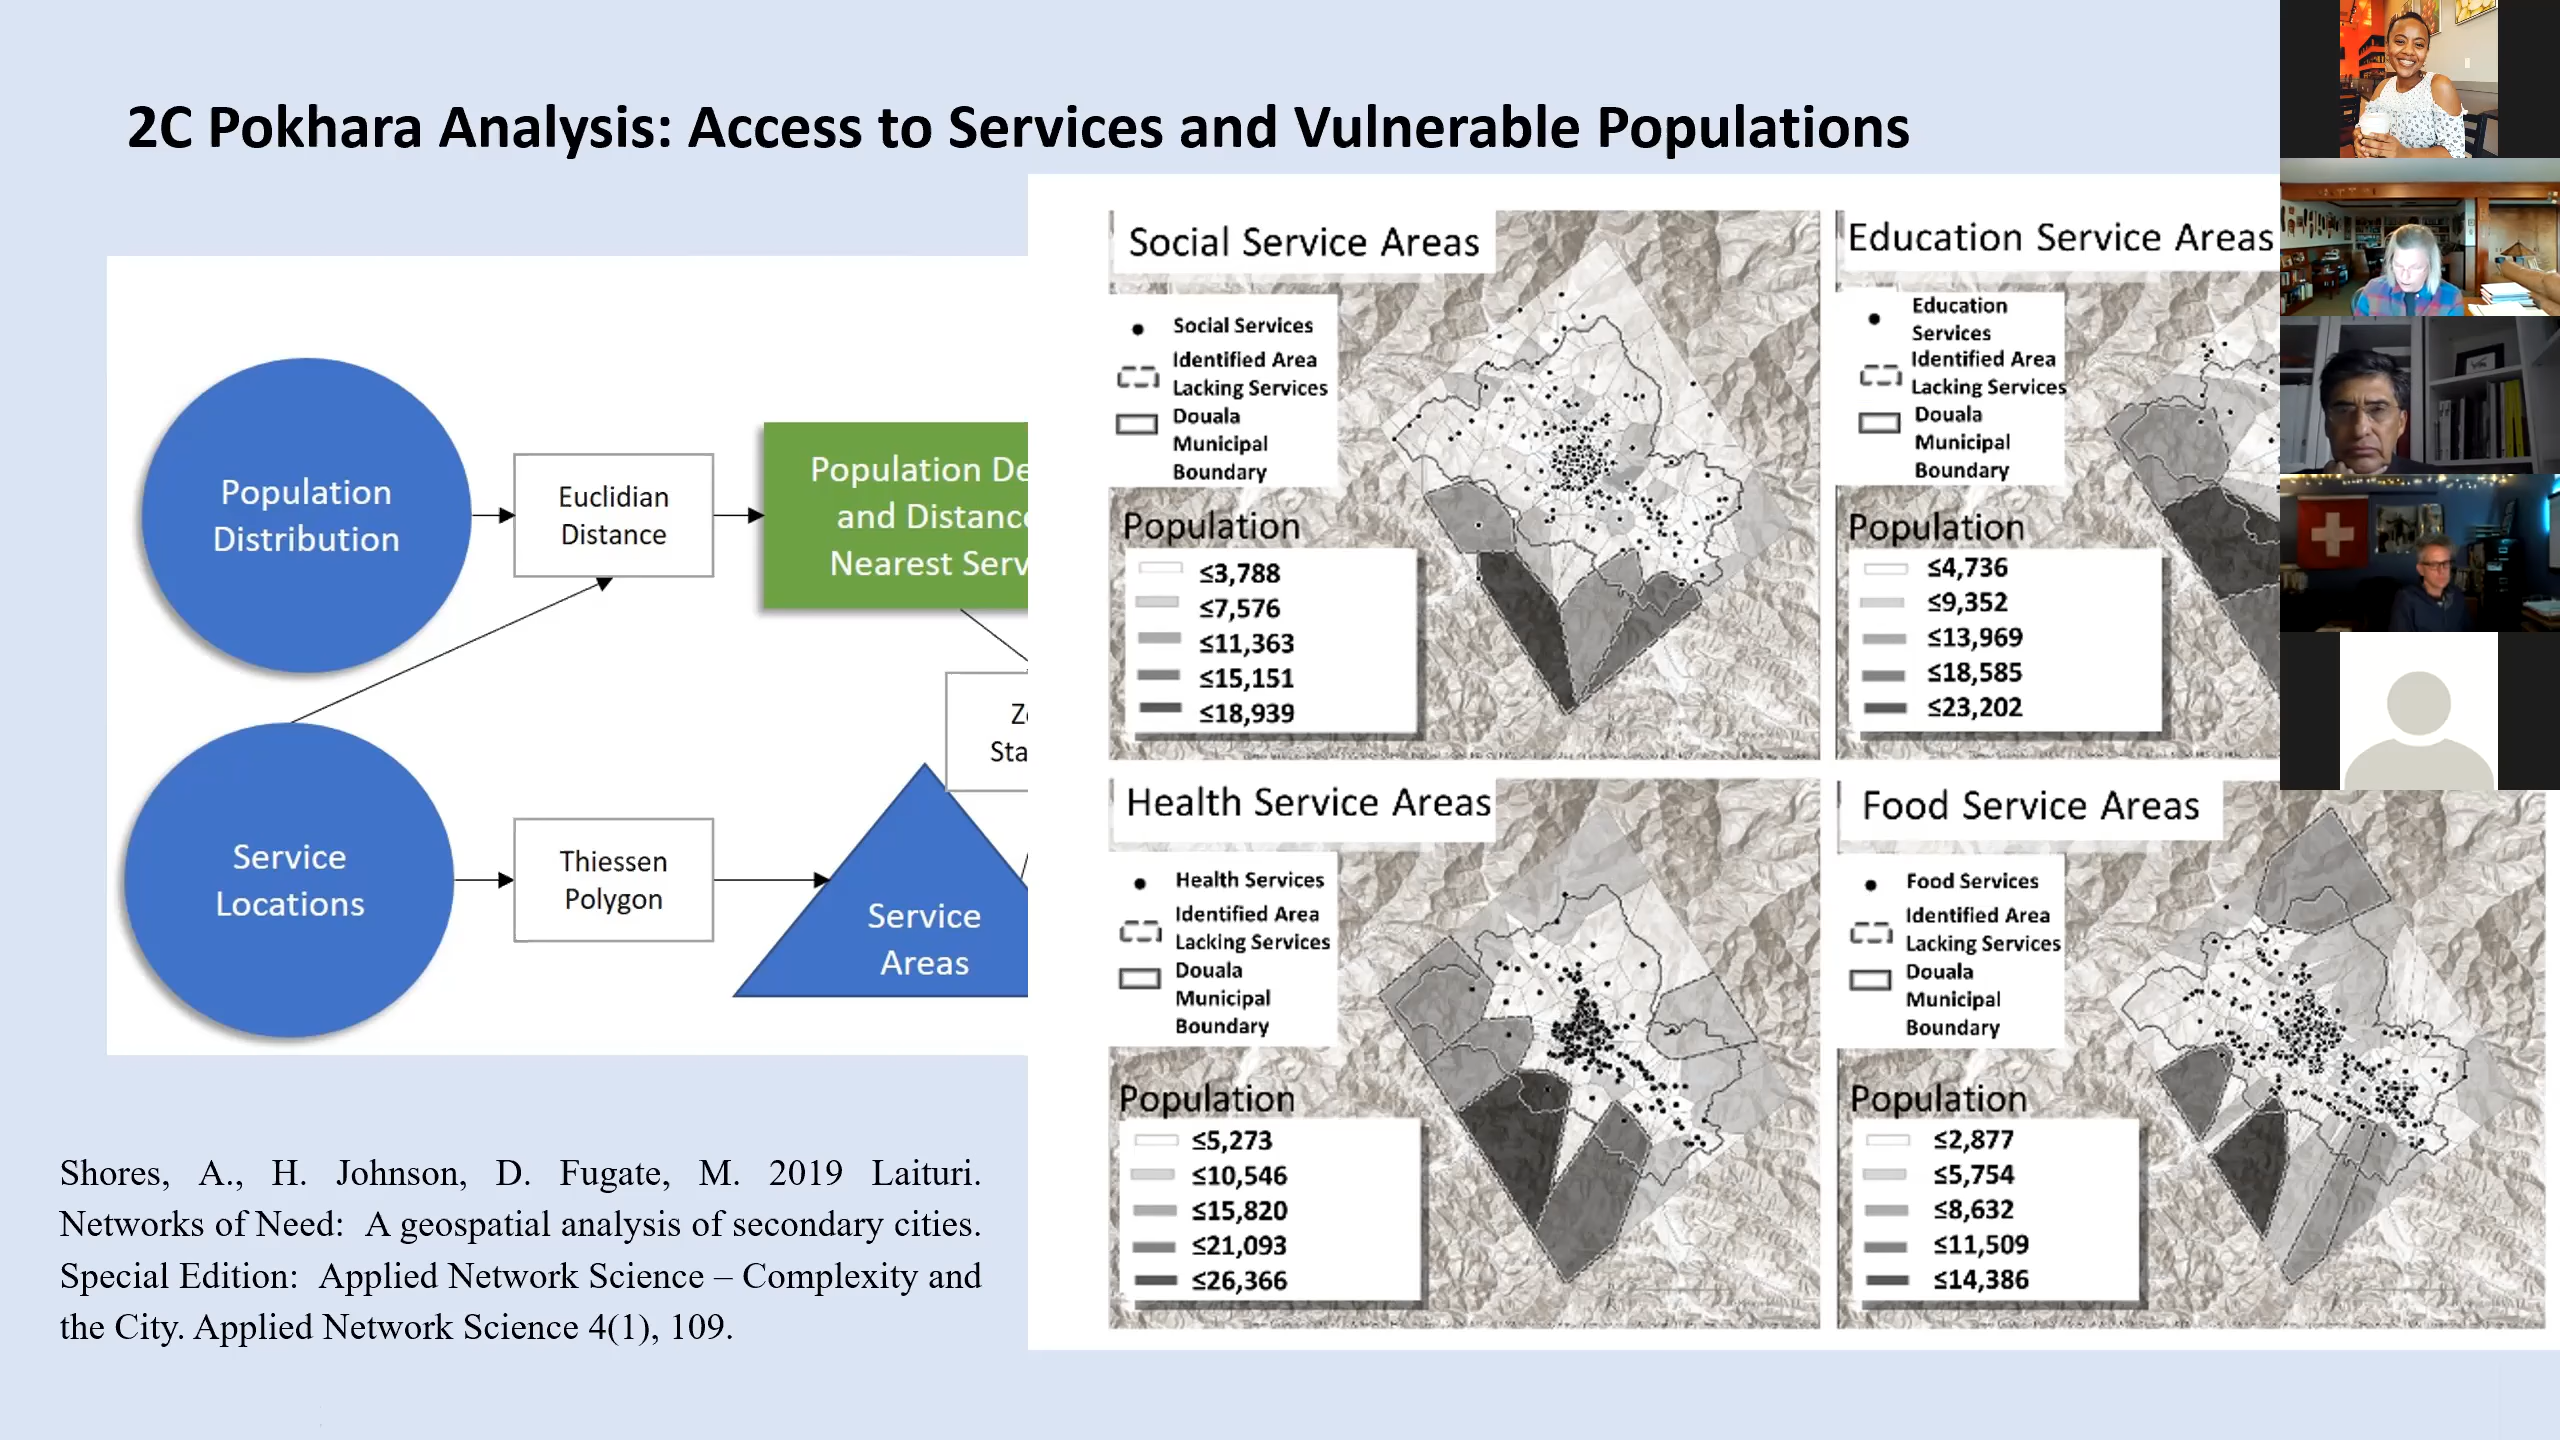 2C Pokhara Analysis: Access to Services and Vulnerable Populations
Population
Distribution
Euclidian
Distance
Population De
and Distance
Nearest Serv
Service
Locations
Thiessen
Polygon
Sta
Service
Areas
Shores, A., H. Johnson, D. Fugate, M. 2019 Laituri.
Networks of Need: A geospatial analysis of secondary cities.
Special Edition: Applied Network Science – Complexity and
the City. Applied Network Science 4(1), 109.
Social Service Areas
Social Services
Identified Area
Lacking Services
Douala
Municipal
Boundary
Population
≤3,788
≤7,576
≤11,363
≤15,151
≤18,939
Education Service Areas
Education
Services
Identified Area
Lacking Services
Douala
Municipal
Boundary
Population
≤4,736
≤9,352
≤13,969
≤18,585
≤23,202
Health Service Areas
Health Services
Identified Area
Lacking Services
Douala
Municipal
Boundary
Population
≤5,273
≤10,546
≤15,820
≤21,093
≤26,366
Food Service Areas
Food Services
Identified Area
Lacking Services
Douala
Municipal
Boundary
Population
≤2,877
≤5,754
≤8,632
≤11,509
≤14,386